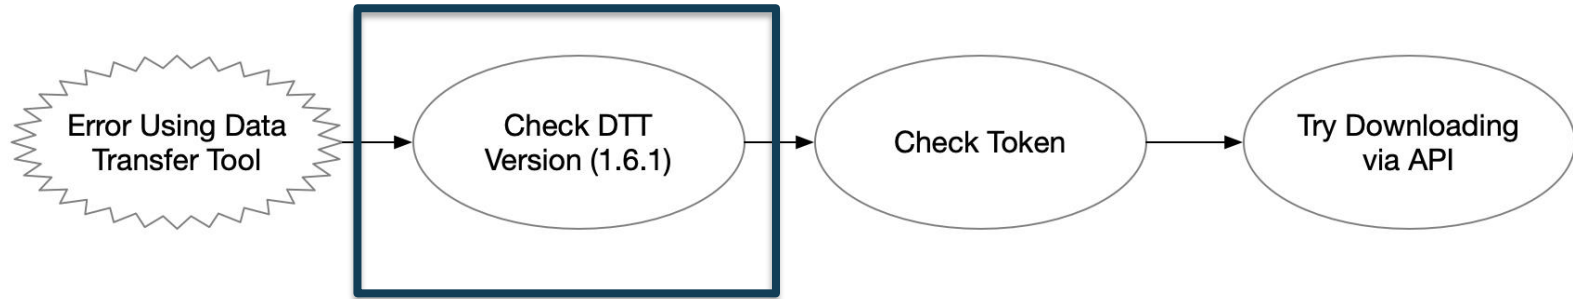 Error Using Data
Transfer Tool
Check DTT
Version (1.6.1)
Check Token
Try Downloading
via API